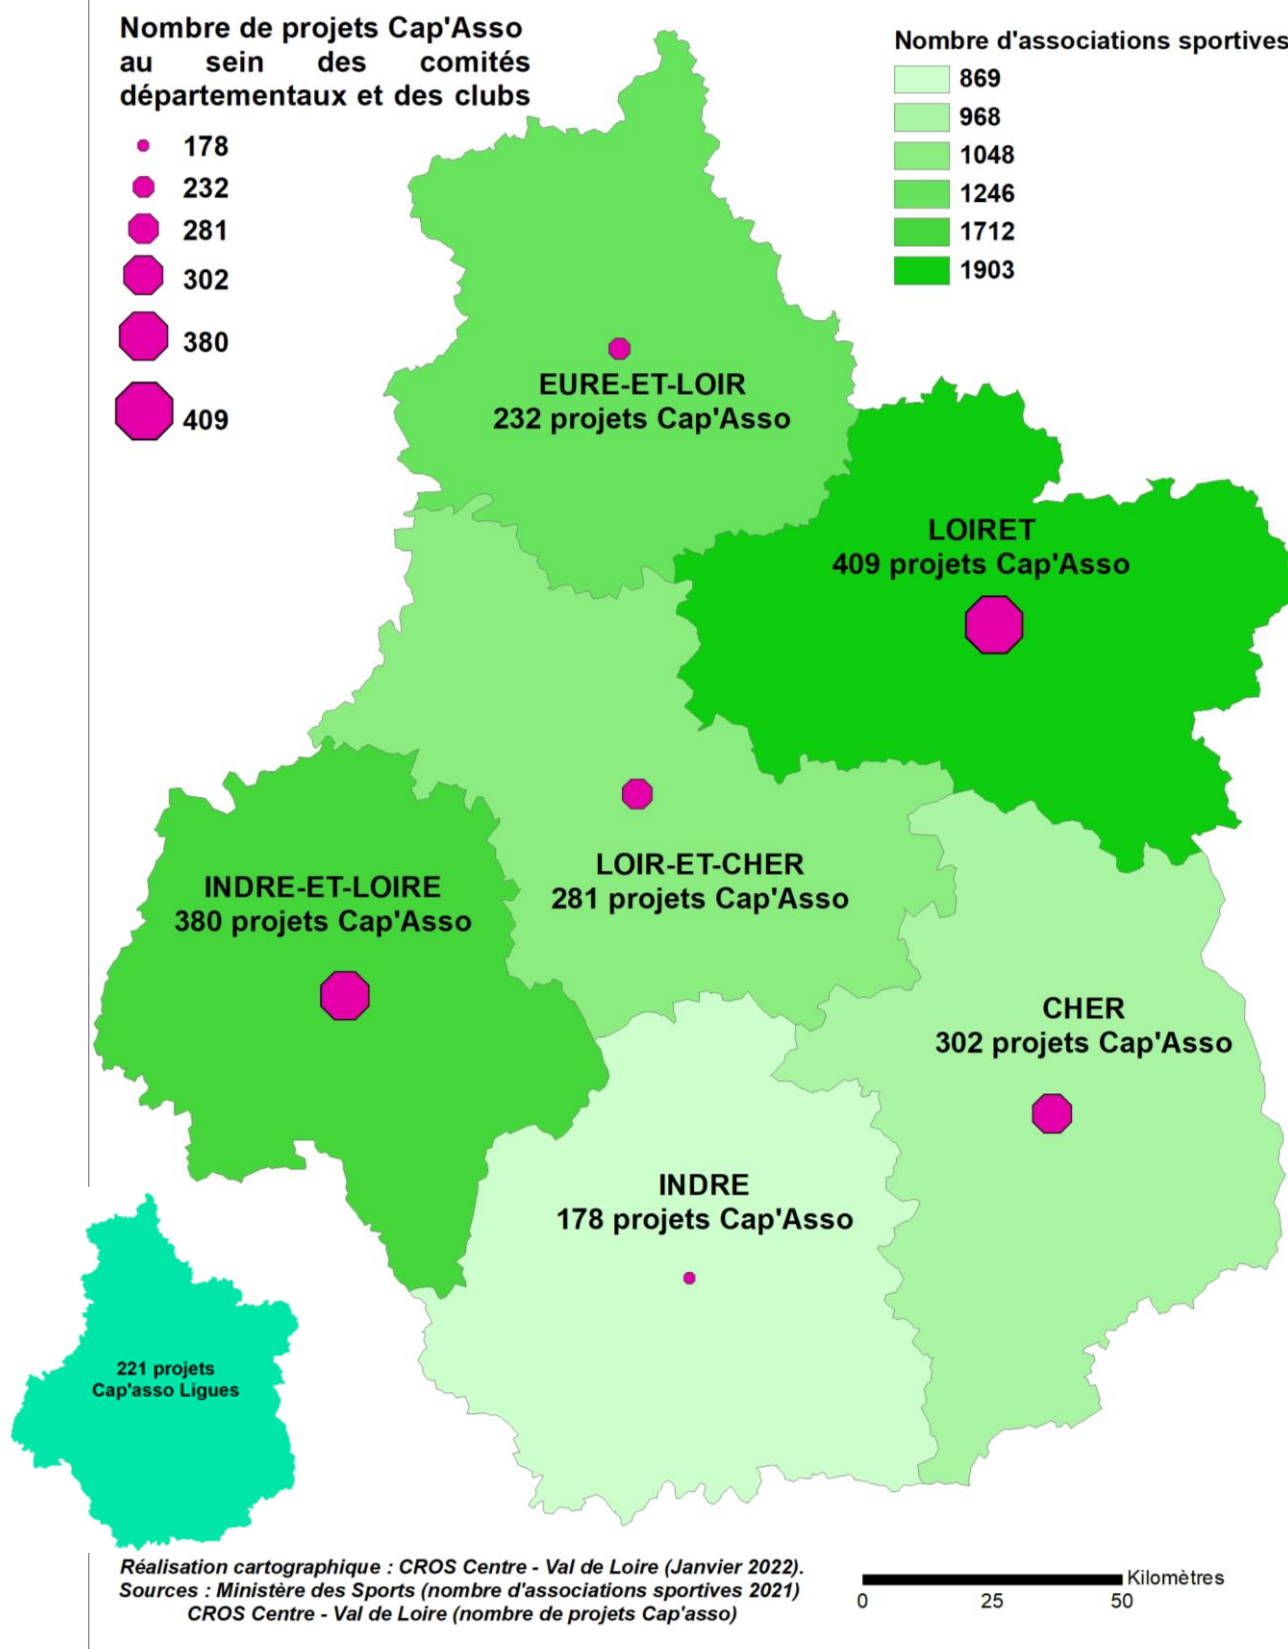 Nombre de projets Cap'Asso
au sein des comités
départementaux et des clubs
178
232
281
302
380
409
Nombre d'associations sportives
869
968
1048
1246
1712
1903
EURE-ET-LOIR
232 projets Cap'Asso
LOIRET
409 projets Cap'Asso
LOIR-ET-CHER
281 projets Cap'Asso
INDRE-ET-LOIRE
380 projets Cap'Asso
CHER
302 projets Cap'Asso
INDRE
178 projets Cap'Asso
221 projets
Cap'asso Ligues
Réalisation cartographique : CROS Centre - Val de Loire (Janvier 2022).
Sources : Ministère des Sports (nombre d'associations sportives 2021)
CROS Centre - Val de Loire (nombre de projets Cap'asso)
Kilomètres
0 25 50